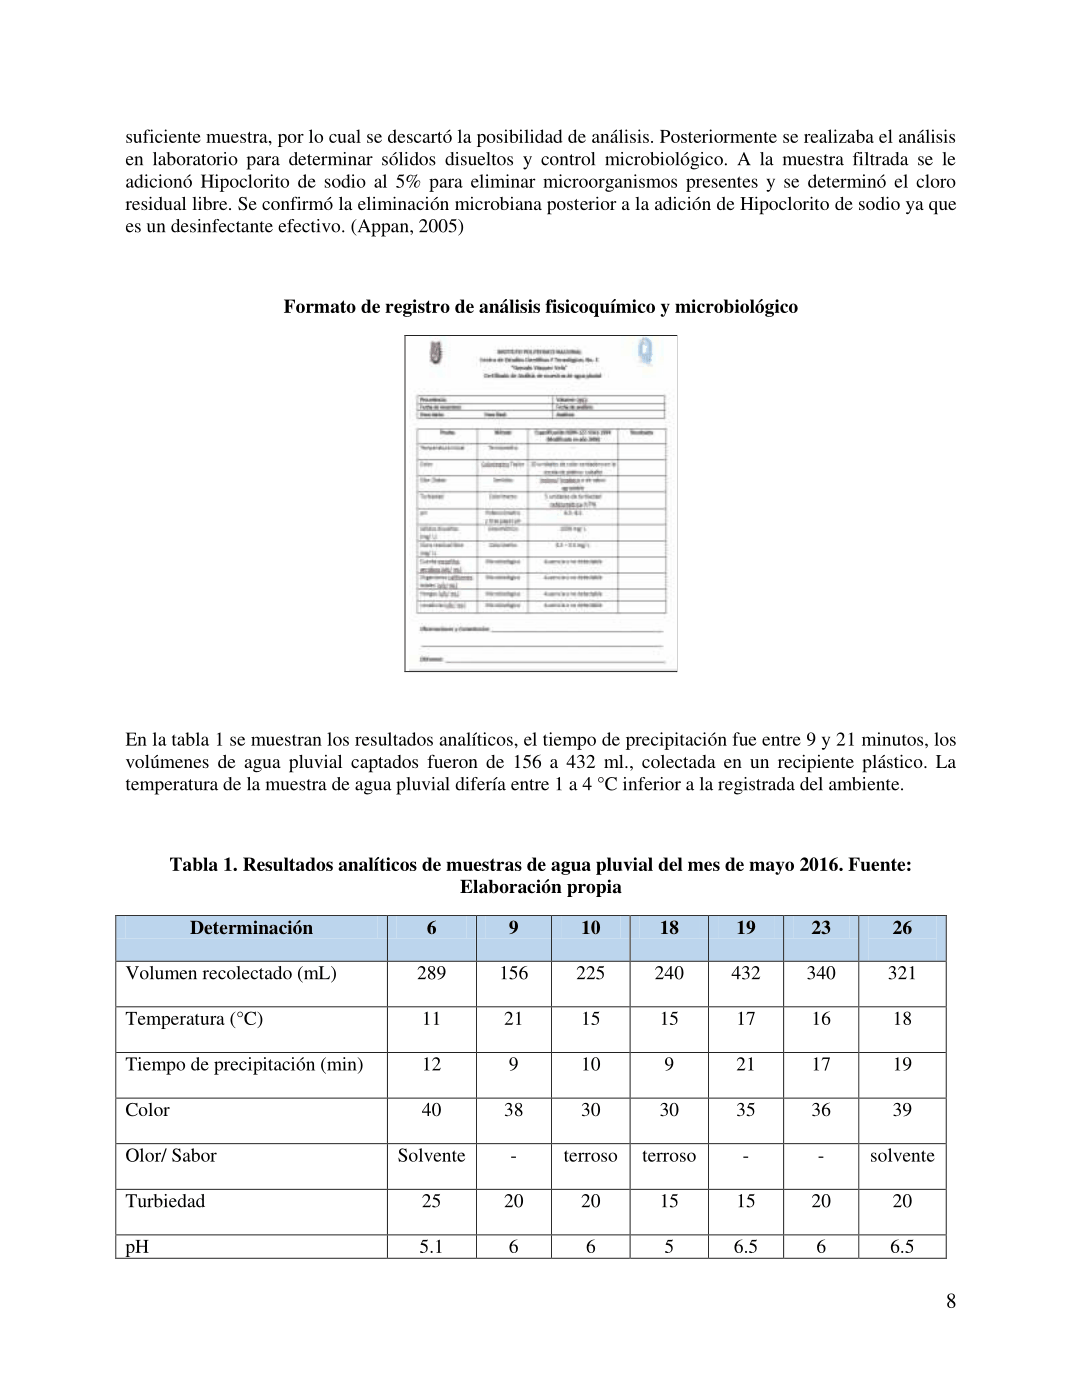 suficiente muestra, por lo cual se descartó la posibilidad de análisis. Posteriormente se realizaba el análisis
en laboratorio para determinar sólidos disueltos y control microbiológico. A la muestra filtrada se le
adicionó Hipoclorito de sodio al 5% para eliminar microorganismos presentes y se determinó el cloro
residual libre. Se confirmó la eliminación microbiana posterior a la adición de Hipoclorito de sodio ya que
es un desinfectante efectivo. (Appan, 2005)
Formato de registro de análisis fisicoquímico y microbiológico
INSTITUTO POLITECNICO NACIONAL
En la tabla 1 se muestran los resultados analíticos, el tiempo de precipitación fue entre 9 y 21 minutos, los
volúmenes de agua pluvial captados fueron de 156 a 432 ml., colectada en un recipiente plástico. La
temperatura de la muestra de agua pluvial difería entre 1 a 4 °C inferior a la registrada del ambiente.
Tabla 1. Resultados analíticos de muestras de agua pluvial del mes de mayo 2016. Fuente:
Elaboración propia
Determinación 6 9 10 18 19 23 26
Volumen recolectado (mL) 289 156 225 240 432 340 321
Temperatura (°C) 11 21 15 15 17 16 18
Tiempo de precipitación (min) 12 9 10 9 21 17 19
Color 40 38 30 30 35 36 39
Olor/ Sabor Solvente - terroso terroso - - solvente
Turbiedad 25 20 20 15 15 20 20
pH 5.1 6 6 5 6.5 6 6.5
8